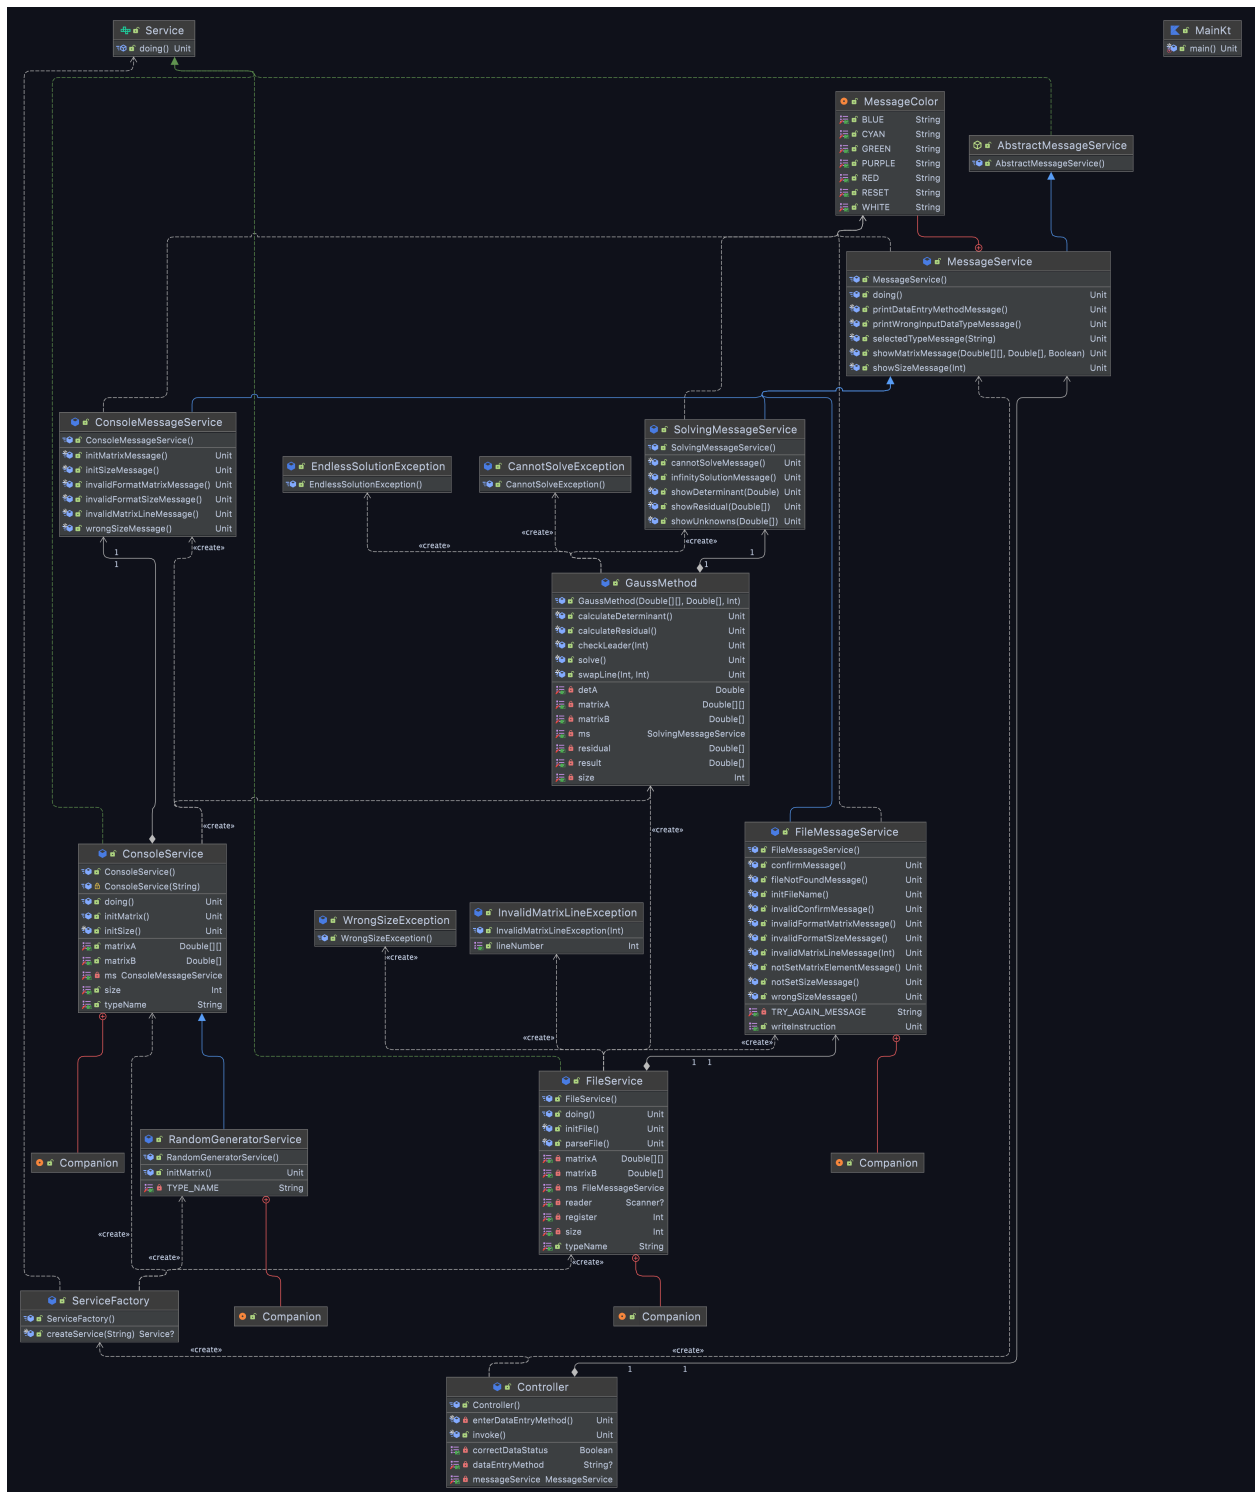 Service
doing() Unit
MainKt
main() Unit
MessageColor
BLUE String
CYAN String
GREEN String
PURPLE String
RED String
RESET String
WHITE String
AbstractMessageService
AbstractMessageService()
MessageService
MessageService()
doing() Unit
printDataEntryMethodMessage() Unit
printWrongInputDataTypeMessage() Unit
selectedTypeMessage(String) Unit
showMatrixMessage(Double[][], Double[], Boolean) Unit
showSizeMessage(Int) Unit
ConsoleMessageService
ConsoleMessageService()
initMatrixMessage() Unit
initSizeMessage() Unit
invalidFormatMatrixMessage() Unit
invalidFormatSizeMessage() Unit
invalidMatrixLineMessage() Unit
wrongSizeMessage() Unit
EndlessSolutionException
EndlessSolutionException()
CannotSolveException
CannotSolveException()
SolvingMessageService
SolvingMessageService()
cannotSolveMessage() Unit
infinitySolutionMessage() Unit
showDeterminant(Double) Unit
showResidual(Double[]) Unit
showUnknowns(Double[]) Unit
«create»
«create»
«create»
1
1
1
1
GaussMethod
GaussMethod(Double[][], Double[], Int)
calculateDeterminant() Unit
calculateResidual() Unit
checkLeader(Int) Unit
solve() Unit
swapLine(Int, Int) Unit
detA Double
matrixA Double[][]
matrixB Double[]
ms SolvingMessageService
residual Double[]
result Double[]
size Int
«create»
«create»
ConsoleService
ConsoleService()
ConsoleService(String)
doing() Unit
initMatrix() Unit
initSize() Unit
matrixA Double[][]
matrixB Double[]
ms ConsoleMessageService
size Int
typeName String
FileMessageService
FileMessageService()
confirmMessage() Unit
fileNotFoundMessage() Unit
initFileName() Unit
invalidConfirmMessage() Unit
invalidFormatMatrixMessage() Unit
invalidFormatSizeMessage() Unit
invalidMatrixLineMessage(Int) Unit
notSetMatrixElementMessage() Unit
notSetSizeMessage() Unit
wrongSizeMessage() Unit
TRY_AGAIN_MESSAGE String
writeInstruction Unit
WrongSizeException
WrongSizeException()
InvalidMatrixLineException
InvalidMatrixLineException(Int)
lineNumber Int
«create»
«create»
«create»
1 1
FileService
FileService()
doing() Unit
initFile() Unit
parseFile() Unit
matrixA Double[][]
matrixB Double[]
ms FileMessageService
reader Scanner?
register Int
size Int
typeName String
RandomGeneratorService
RandomGeneratorService()
initMatrix() Unit
TYPE_NAME String
Companion
Companion
«create»
«create»
«create»
ServiceFactory
ServiceFactory()
createService(String) Service?
Companion
Companion
«create»
«create»
1 1
Controller
Controller()
enterDataEntryMethod() Unit
invoke() Unit
correctDataStatus Boolean
dataEntryMethod String?
messageService MessageService